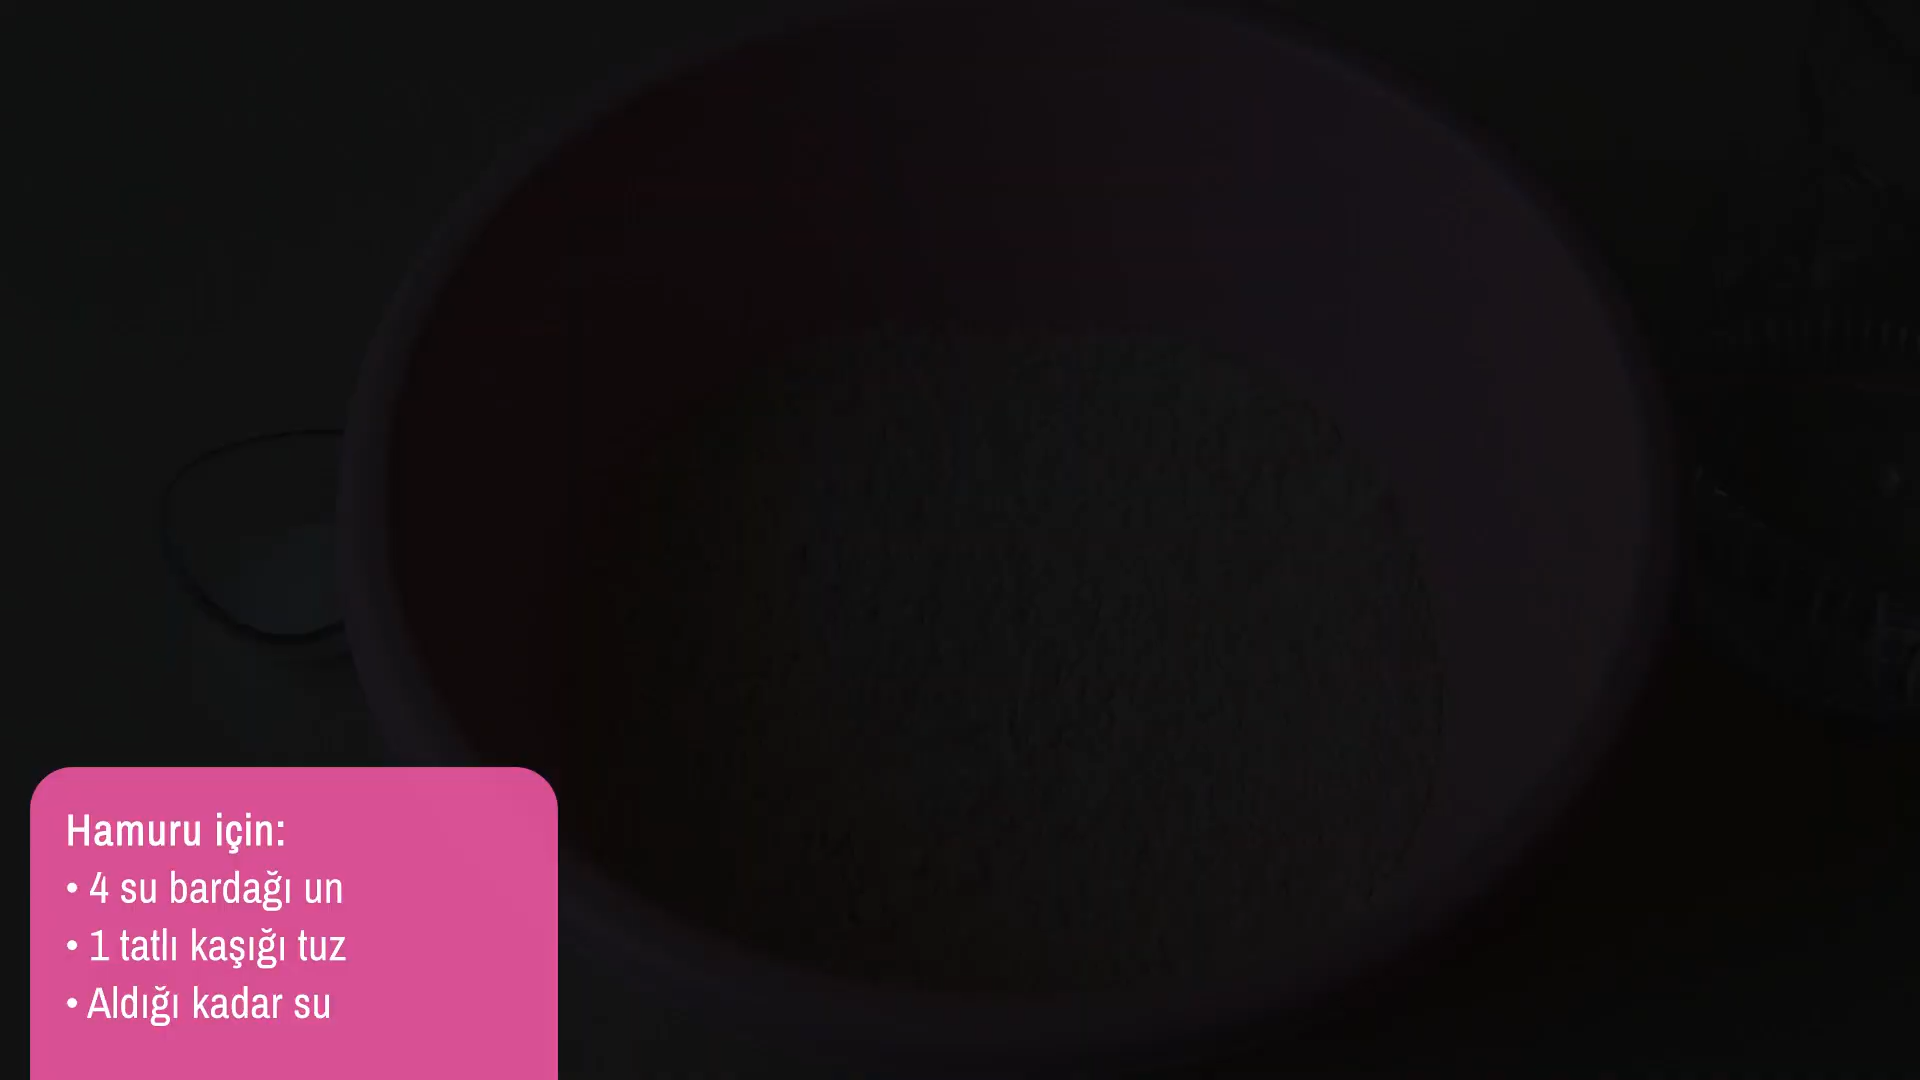 Hamuru için:
• 4 su bardağı un
• 1 tatlı kaşığı tuz
• Aldığı kadar su